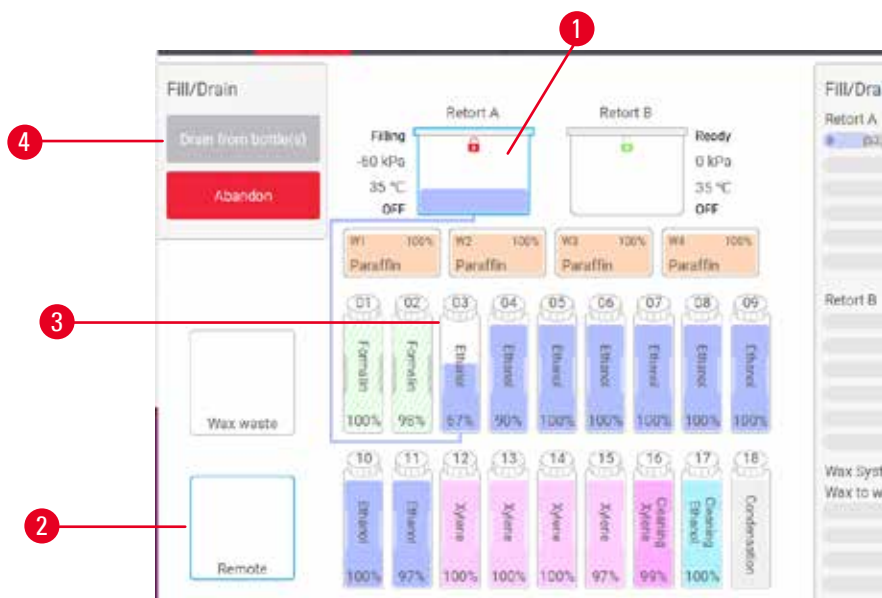 1
Fill/Drain
Fill/Dra
Retort A
Retort B
Retort A
4
Drain from bottle(s)
Filling
Ready
-60 kPa
0 kPa
Abandon
35 °C
35 °C
OFF
OFF
W1 100% W2 100% W3 100% W4 100%
Paraffin Paraffin Paraffin Paraffin
01 02 03 04 05 06 07 08 09
Retort B
3
Formalin Formalin Ethanol Ethanol Ethanol Ethanol Ethanol Ethanol Ethanol
100% 98% 67% 90% 100% 100% 100% 100% 100%
Wax waste
10 11 12 13 14 15 16 17 18
Wax Syst
Wax to w
2
Ethanol Ethanol Xylene Xylene Xylene Xylene Cleaning Xylene Cleaning Ethanol Condensation
Remote
100% 97% 100% 100% 100% 97% 99% 100%